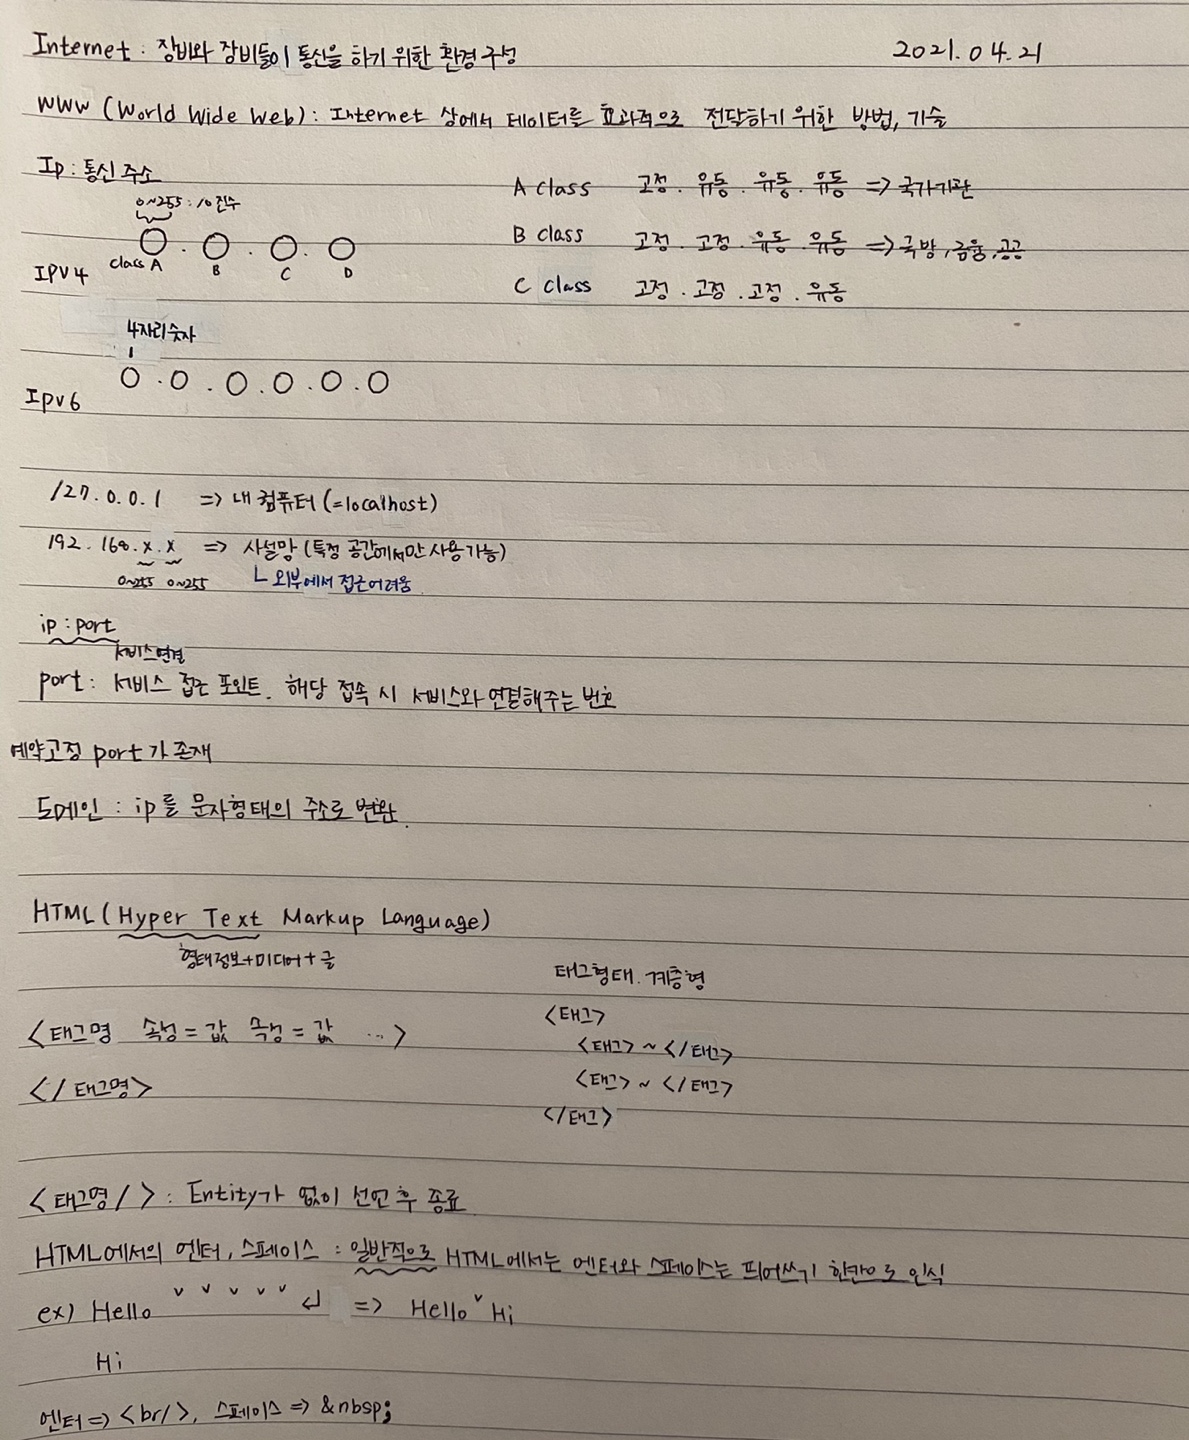 Internet : 장비와 장비들이 통신을 하기 위한 환경 구성
2021.04.21
WWW (World Wide Web) : Internet 상에서 데이터를 효과적으로 전달하기 위한 방법, 기술
Ip : 통신 주소
0~255 : 10진수
IPV4 class A . B . C . D
A class 고정 . 유동 . 유동 . 유동 => 국가기관
B class 고정 . 고정 . 유동 . 유동 => 국방, 금융, 공공
C class 고정 . 고정 . 고정 . 유동
4자리 숫자
Ipv6 O . O . O . O . O . O
127.0.0.1 => 내 컴퓨터 (=localhost)
192.168.x.x => 사설망 (특정 공간에서만 사용가능)
0~255 0~255 ㄴ 외부에서 접근어려움
ip : port
서비스연결
port : 서비스 접근 포인트. 해당 접속 시 서비스와 연결해주는 번호
예약고정 port가 존재
도메인 : ip를 문자형태의 주소로 변환
HTML (Hyper Text Markup Language)
형태정보+미디어+글
<태그명 속성=값 속성=값 ...>
</태그명>
태그형태. 계층형
<태그>
<태그> ~ </태그>
<태그> ~ </태그>
</태그>
<태그명/> : Entity가 없이 선언 후 종료
HTML에서의 엔터, 스페이스 : 일반적으로 HTML에서는 엔터와 스페이스는 띄어쓰기 한칸으로 인식
ex) Hello ˅ ˅ ˅ ˅ ˅ ↲ => Hello ˅ Hi
Hi
엔터 => <br/>, 스페이스 => &nbsp;